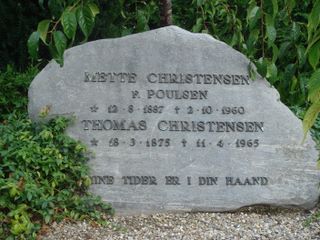 METTE CHRISTENSEN
F. POULSEN
* 12-8-1887 † 2-10-1960
THOMAS CHRISTENSEN
* 18-3-1875 † 11-4-1965
MINE TIDER ER I DIN HAAND